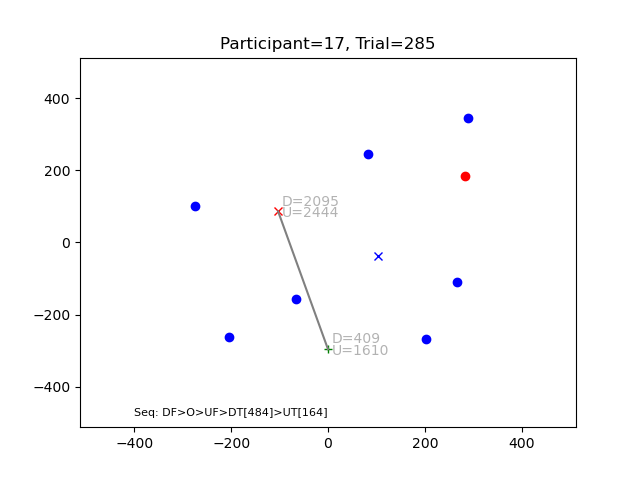 Participant=17, Trial=285
400
200
0
−200
−400
D=2095
U=2444
D=409
U=1610
Seq: DF>O>UF>DT[484]>UT[164]
−400 −200 0 200 400